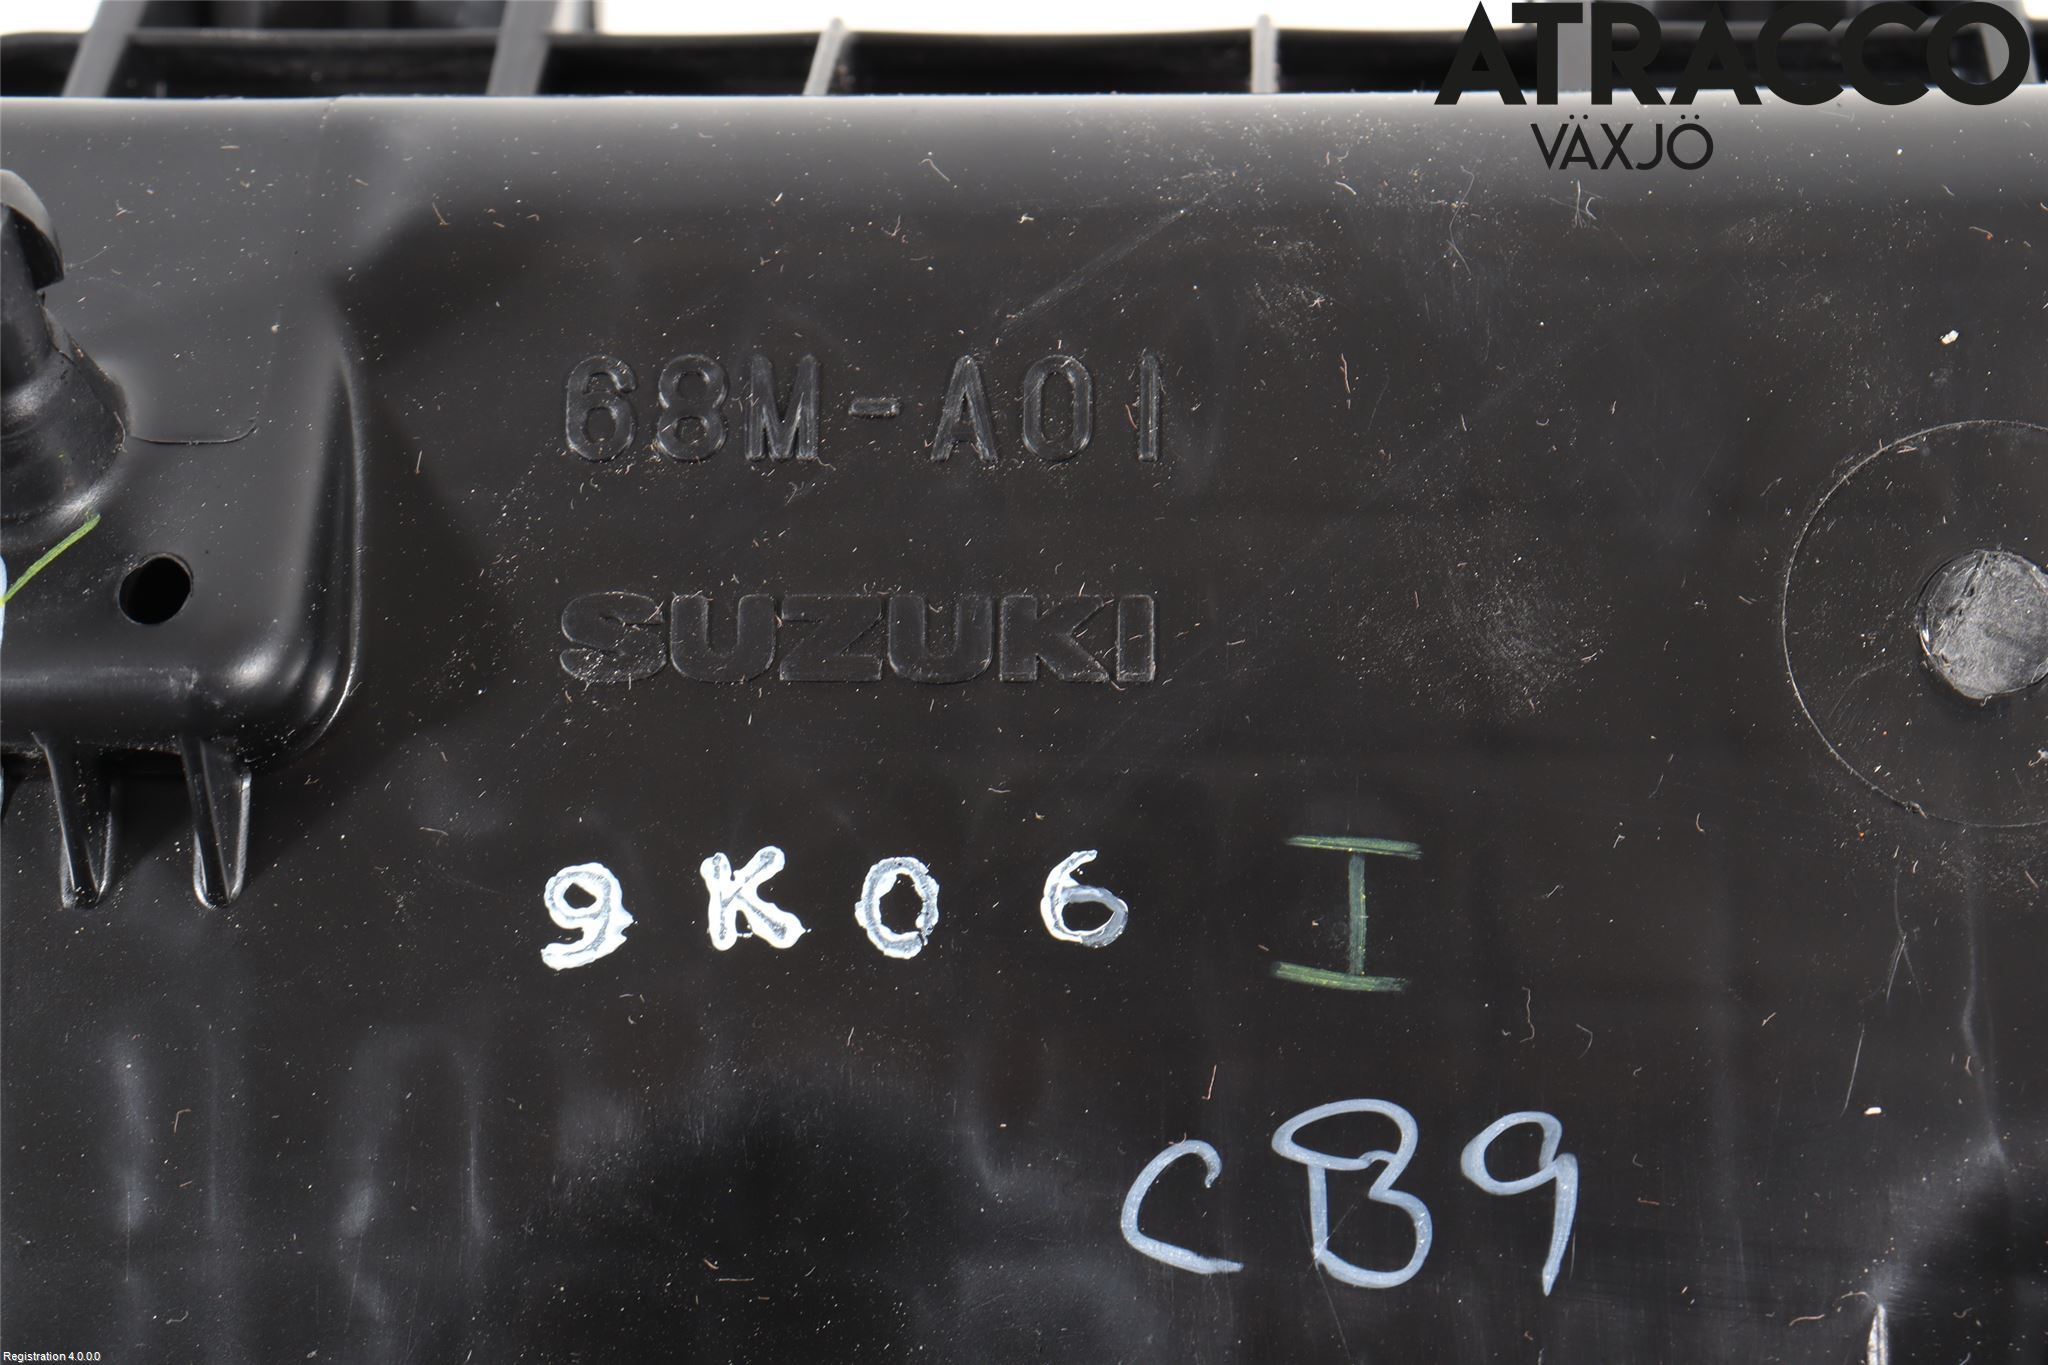 ATRACCO
VÄXJÖ
68M-A01
SUZUKI
9K06 I
CB9
Registration 4.0.0.0